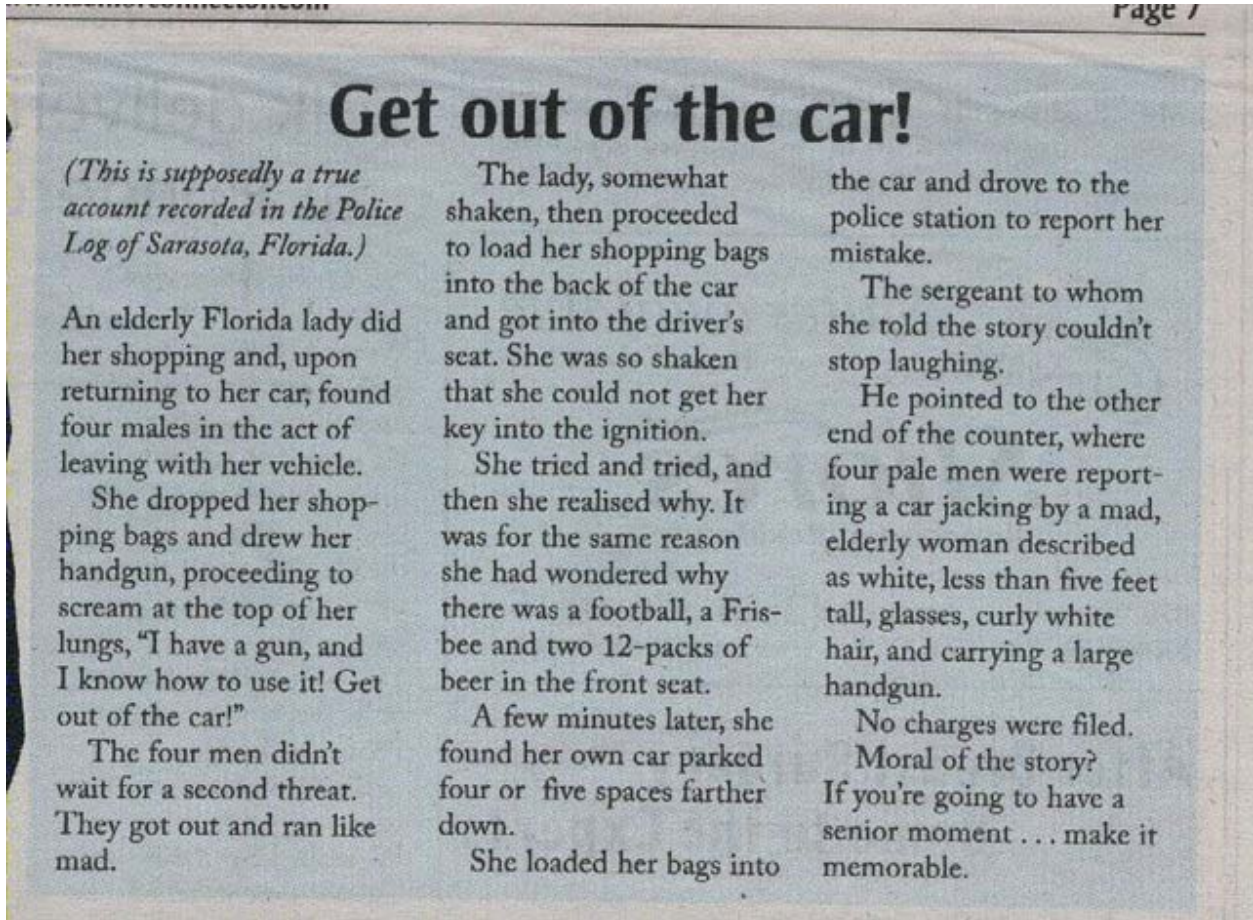 Page 7
Get out of the car!
(This is supposedly a true
account recorded in the Police
Log of Sarasota, Florida.)
An elderly Florida lady did
her shopping and, upon
returning to her car, found
four males in the act of
leaving with her vehicle.
She dropped her shop-
ping bags and drew her
handgun, proceeding to
scream at the top of her
lungs, “I have a gun, and
I know how to use it! Get
out of the car!”
The four men didn't
wait for a second threat.
They got out and ran like
mad.
The lady, somewhat
shaken, then proceeded
to load her shopping bags
into the back of the car
and got into the driver's
seat. She was so shaken
that she could not get her
key into the ignition.
She tried and tried, and
then she realised why. It
was for the same reason
she had wondered why
there was a football, a Fris-
bee and two 12-packs of
beer in the front seat.
A few minutes later, she
found her own car parked
four or five spaces farther
down.
She loaded her bags into
the car and drove to the
police station to report her
mistake.
The sergeant to whom
she told the story couldn't
stop laughing.
He pointed to the other
end of the counter, where
four pale men were report-
ing a car jacking by a mad,
elderly woman described
as white, less than five feet
tall, glasses, curly white
hair, and carrying a large
handgun.
No charges were filed.
Moral of the story?
If you're going to have a
senior moment . . . make it
memorable.